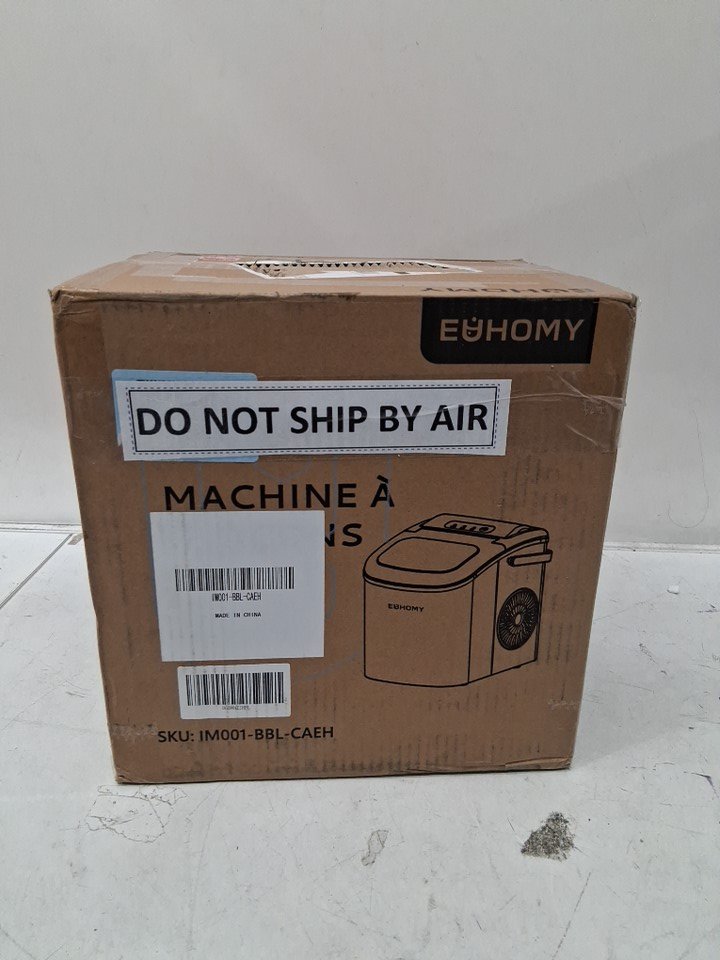 EUHOMY
EUHOMY
DO NOT SHIP BY AIR
MACHINE À
NS
IM001-BBL-CAEH
MADE IN CHINA
EUHOMY
SKU: IM001-BBL-CAEH